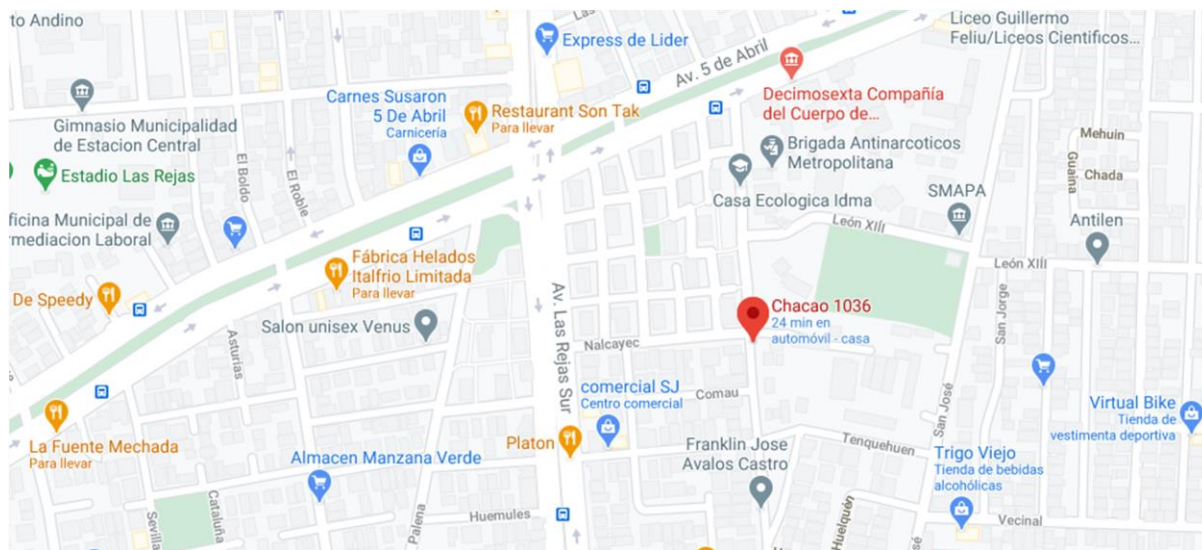 to Andino
Gimnasio Municipalidad
de Estacion Central
Estadio Las Rejas
ficina Municipal de
rmediacion Laboral
El Boldo
El Roble
Carnes Susaron
5 De Abril
Carnicería
Restaurant Son Tak
Para llevar
Express de Lider
Las
Av. 5 de Abril
Liceo Guillermo
Feliu/Liceos Cientificos...
Decimosexta Compañía
del Cuerpo de...
Brigada Antinarcoticos
Metropolitana
Casa Ecologica Idma
SMAPA
León XIII
León XIII
Mehuin
Guaina
Chada
Antilen
De Speedy
Fábrica Helados
Italfrio Limitada
Para llevar
Salon unisex Venus
Asturias
Av. Las Rejas Sur
Nalcayec
Chacao 1036
24 min en
automóvil - casa
San Jorge
comercial SJ
Centro comercial
Comau
San José
Virtual Bike
Tienda de
vestimenta deportiva
La Fuente Mechada
Para llevar
Almacen Manzana Verde
Platon
Franklin Jose
Avalos Castro
Tenquehuen
Trigo Viejo
Tienda de bebidas
alcohólicas
Sevilla
Cataluña
Palena
Huemules
Huelquén
Vecinal